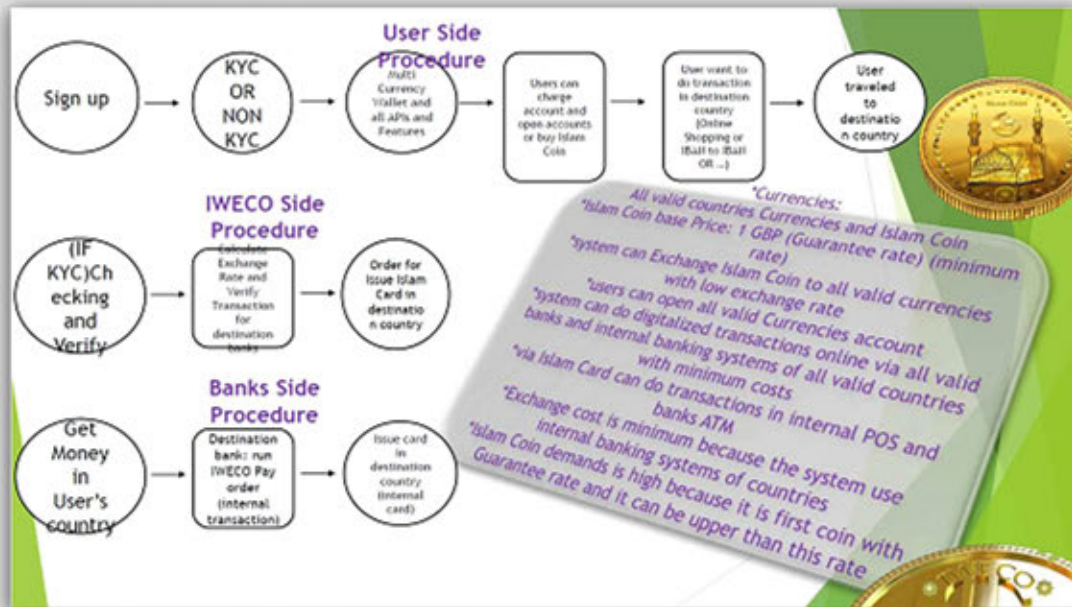 User Side
Procedure
Sign up
KYC
OR
NON
KYC
Multi
Currency
Wallet and
all APIs and
Features
Users can
charge
account and
open accounts
or buy Islam
Coin
User want to
do transaction
in destination
country
(Online
Shopping or
IBAN to IBAN
OR ...)
User
traveled
to
destinatio
n country
IWECO Side
Procedure
(IF
KYC)Ch
ecking
and
Verify
Calculate
Exchange
Rate and
Verify
Transaction
for
destination
banks
Order for
Issue Islam
Card in
destinatio
n country
Banks Side
Procedure
Get
Money
in
User's
country
Destination
bank: run
IWECO Pay
order
(internal
transaction)
Issue card
in
destination
country
(internal
card)
*Currencies:
All valid countries Currencies and Islam Coin
*Islam Coin base Price: 1 GBP (Guarantee rate) (minimum
rate)
*system can Exchange Islam Coin to all valid currencies
with low exchange rate
*users can open all valid Currencies account
*system can do digitalized transactions online via all valid
banks and internal banking systems of all valid countries
with minimum costs
*via Islam Card can do transactions in internal POS and
banks ATM
*Exchange cost is minimum because the system use
internal banking systems of countries
*Islam Coin demands is high because it is first coin with
Guarantee rate and it can be upper than this rate
ISLAM COIN
IWECO